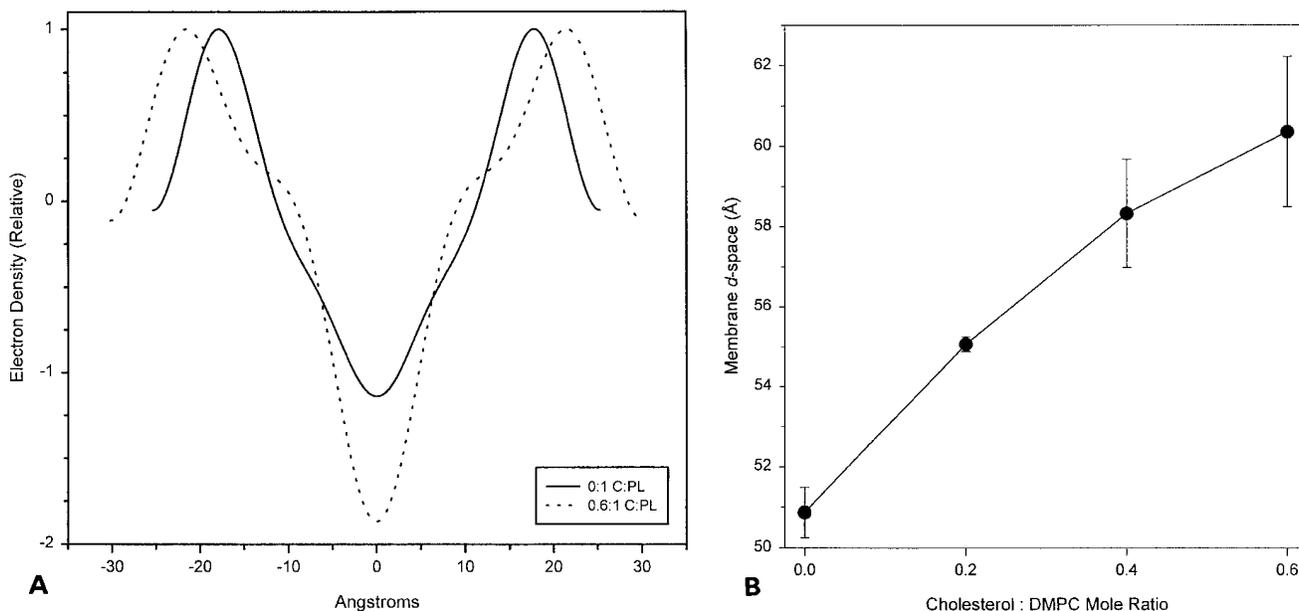 1
0
-1
-2
Electron Density (Relative)
0:1 C:PL
0.6:1 C:PL
-30 -20 -10 0 10 20 30
Angstroms
A
62
60
58
56
54
52
51
50
Membrane d-space (Å)
0.0 0.2 0.4 0.6
Cholesterol : DMPC Mole Ratio
B